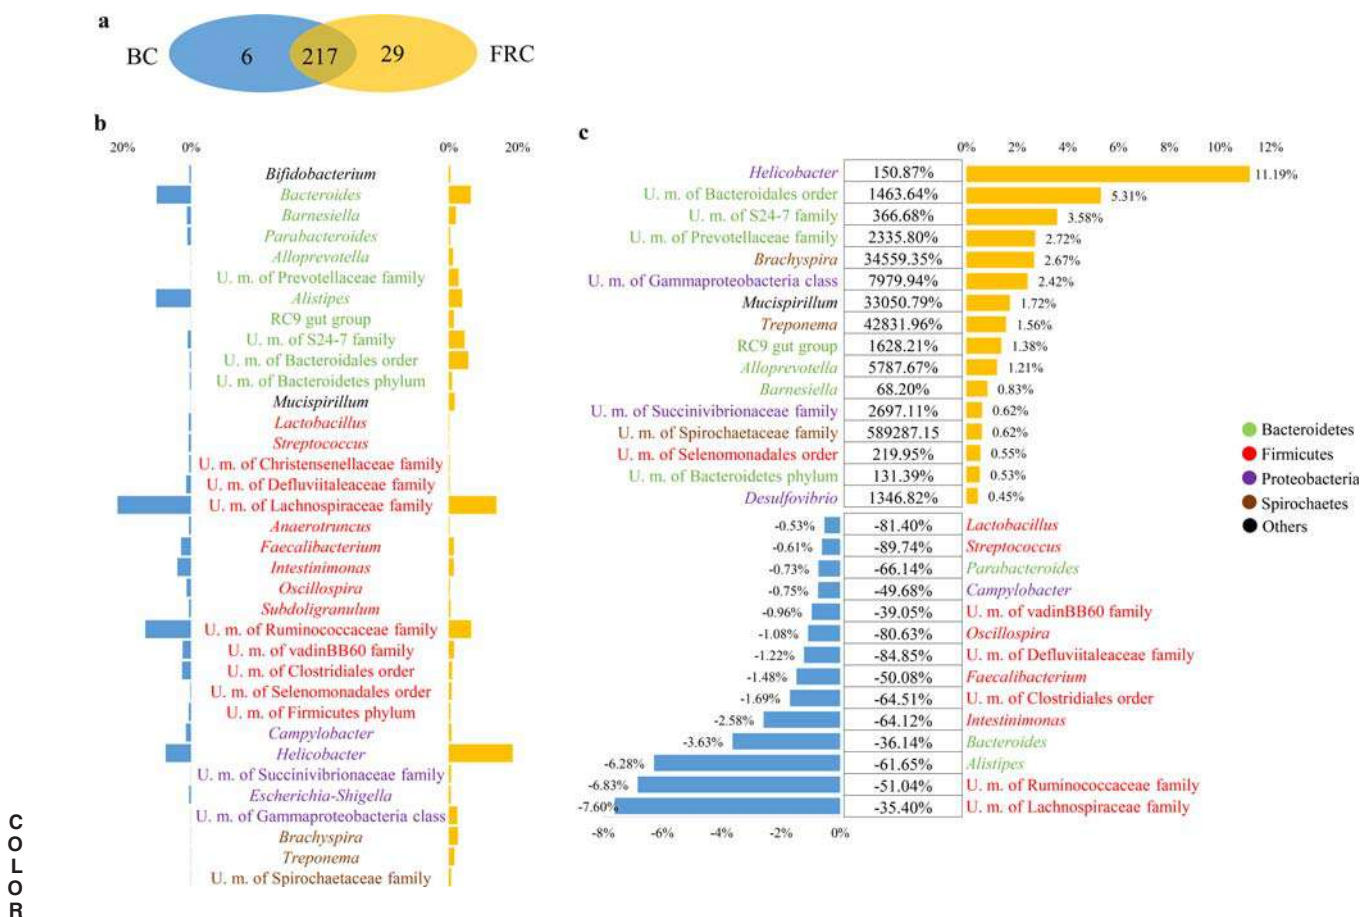 a
BC 6 217 29 FRC
b
20% 0% 0% 20%
Bifidobacterium
Bacteroides
Barnesiella
Parabacteroides
Alloprevotella
U. m. of Prevotellaceae family
Alistipes
RC9 gut group
U. m. of S24-7 family
U. m. of Bacteroidales order
U. m. of Bacteroidetes phylum
Mucispirillum
Lactobacillus
Streptococcus
U. m. of Christensenellaceae family
U. m. of Defluviitaleaceae family
U. m. of Lachnospiraceae family
Anaerotruncus
Faecalibacterium
Intestinimonas
Oscillospira
Subdoligranulum
U. m. of Ruminococcaceae family
U. m. of vadinBB60 family
U. m. of Clostridiales order
U. m. of Selenomonadales order
U. m. of Firmicutes phylum
Campylobacter
Helicobacter
U. m. of Succinivibrionaceae family
Escherichia-Shigella
U. m. of Gammaproteobacteria class
Brachyspira
Treponema
U. m. of Spirochaetaceae family
c
0% 2% 4% 6% 8% 10% 12%
Helicobacter 150.87% 11.19%
U. m. of Bacteroidales order 1463.64% 5.31%
U. m. of S24-7 family 366.68% 3.58%
U. m. of Prevotellaceae family 2335.80% 2.72%
Brachyspira 34559.35% 2.67%
U. m. of Gammaproteobacteria class 7979.94% 2.42%
Mucispirillum 33050.79% 1.72%
Treponema 42831.96% 1.56%
RC9 gut group 1628.21% 1.38%
Alloprevotella 5787.67% 1.21%
Barnesiella 68.20% 0.83%
U. m. of Succinivibrionaceae family 2697.11% 0.62%
U. m. of Spirochaetaceae family 589287.15 0.62%
U. m. of Selenomonadales order 219.95% 0.55%
U. m. of Bacteroidetes phylum 131.39% 0.53%
Desulfovibrio 1346.82% 0.45%
-0.53% -81.40% Lactobacillus
-0.61% -89.74% Streptococcus
-0.73% -66.14% Parabacteroides
-0.75% -49.68% Campylobacter
-0.96% -39.05% U. m. of vadinBB60 family
-1.08% -80.63% Oscillospira
-1.22% -84.85% U. m. of Defluviitaleaceae family
-1.48% -50.08% Faecalibacterium
-1.69% -64.51% U. m. of Clostridiales order
-2.58% -64.12% Intestinimonas
-3.63% -36.14% Bacteroides
-6.28% -61.65% Alistipes
-6.83% -51.04% U. m. of Ruminococcaceae family
-7.60% -35.40% U. m. of Lachnospiraceae family
-8% -6% -4% -2% 0%
Bacteroidetes
Firmicutes
Proteobacteria
Spirochaetes
Others
C
O
L
O
R